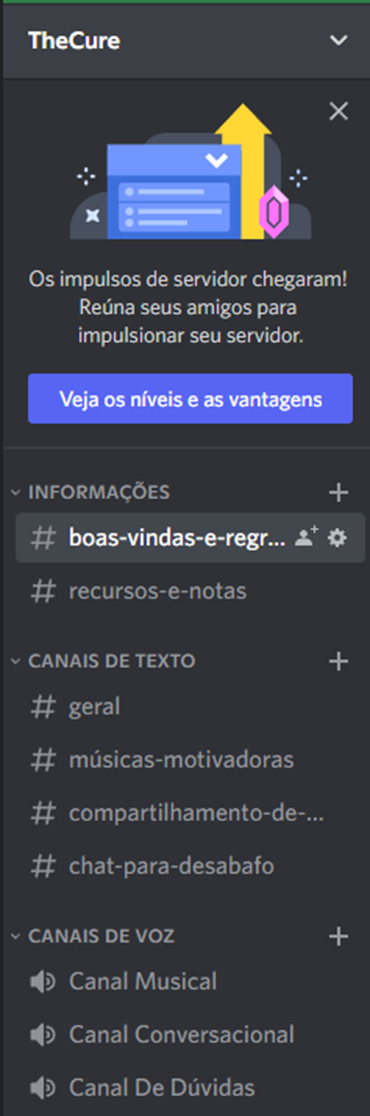 TheCure
Os impulsos de servidor chegaram!
Reúna seus amigos para
impulsionar seu servidor.
Veja os níveis e as vantagens
INFORMAÇÕES
# boas-vindas-e-regr...
# recursos-e-notas
CANAIS DE TEXTO
# geral
# músicas-motivadoras
# compartilhamento-de-...
# chat-para-desabafo
CANAIS DE VOZ
Canal Musical
Canal Conversacional
Canal De Dúvidas